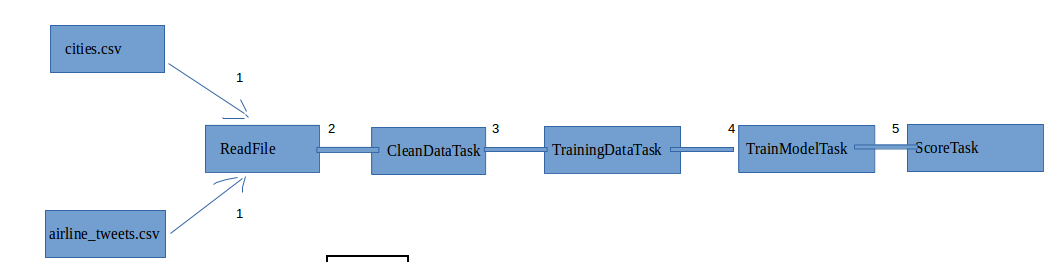 cities.csv
1
2
3
4
5
ReadFile
CleanDataTask
TrainingDataTask
TrainModelTask
ScoreTask
1
airline_tweets.csv